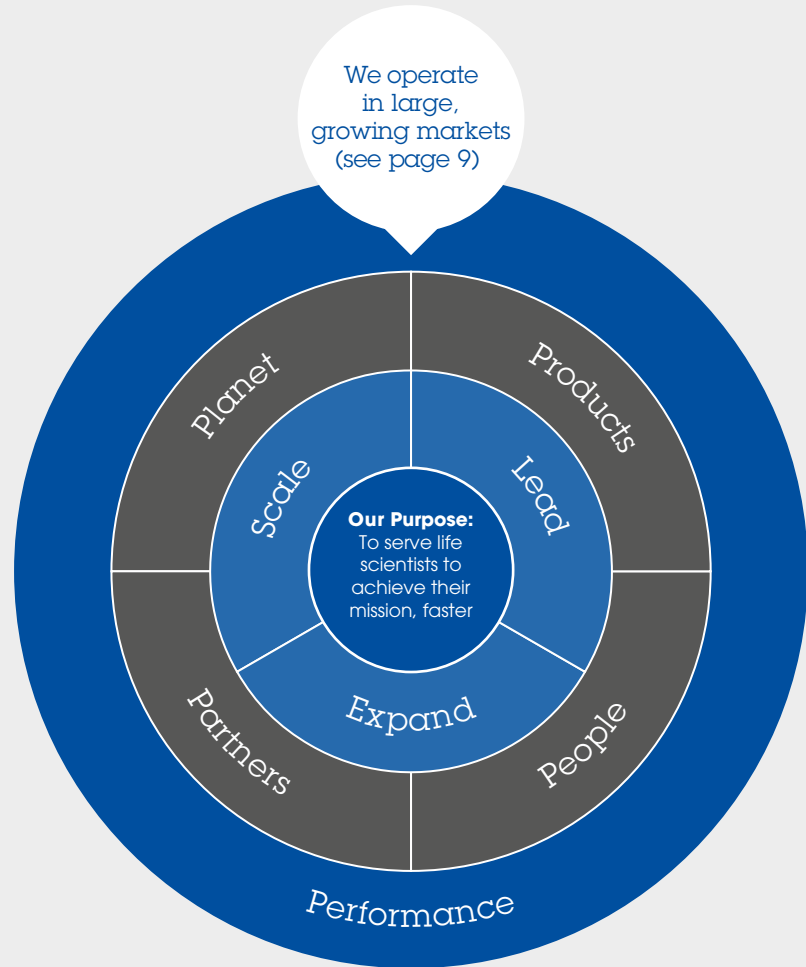 We operate
in large,
growing markets
(see page 9)
Planet
Products
Scale
Lead
Our Purpose:
To serve life
scientists to
achieve their
mission, faster
Expand
Partners
People
Performance